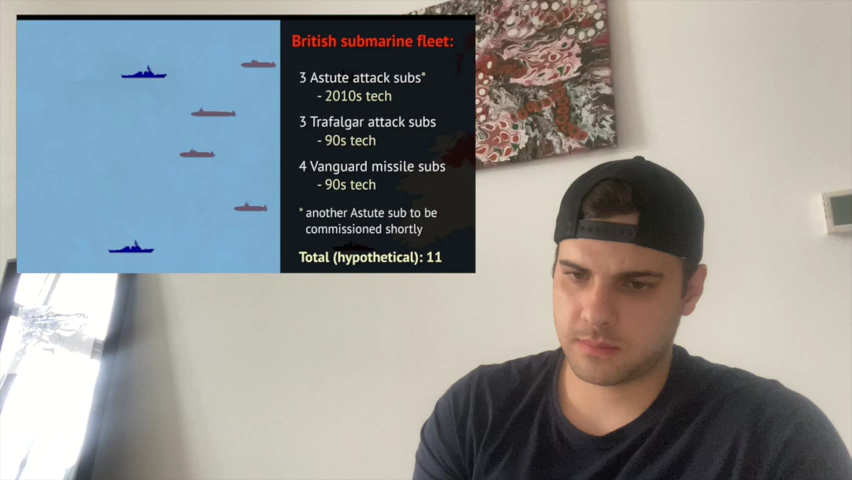 British submarine fleet:
3 Astute attack subs*
- 2010s tech
3 Trafalgar attack subs
- 90s tech
4 Vanguard missile subs
- 90s tech
* another Astute sub to be
commissioned shortly
Total (hypothetical): 11